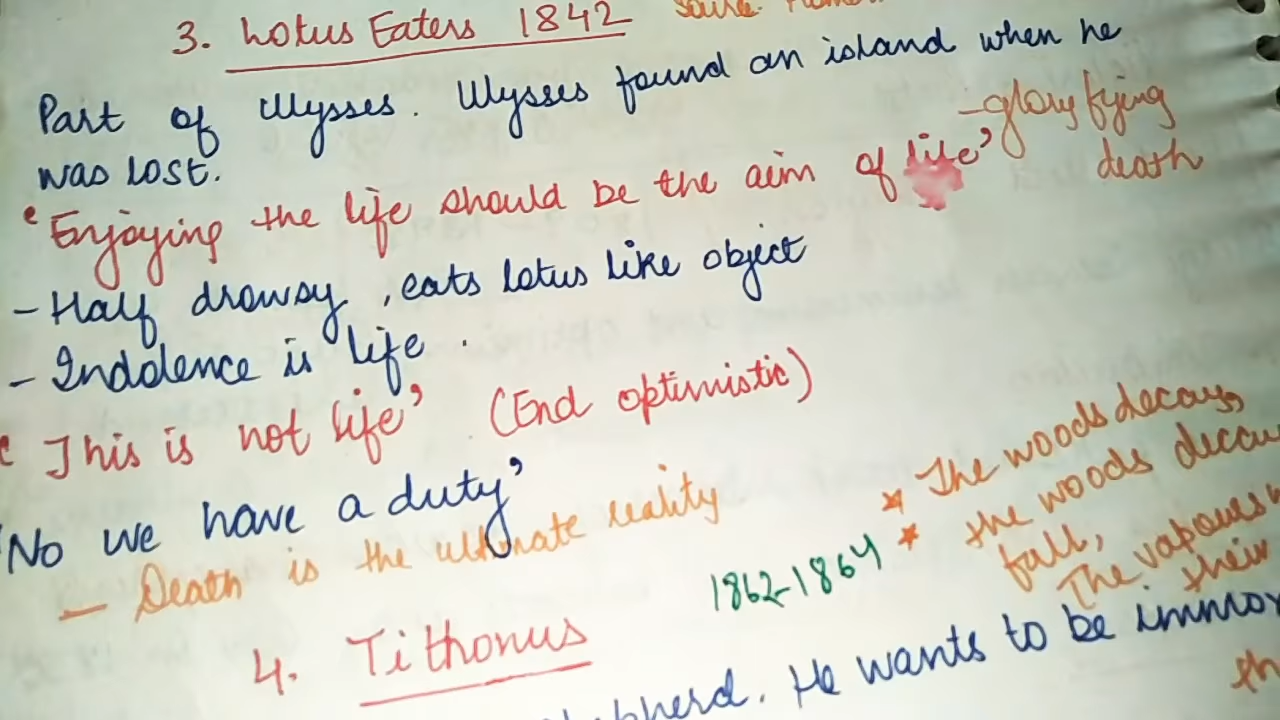 3. Lotus Eaters 1842
Part of Ulysses. Ulysses found an island when he
was lost.
- gloryfying
death
"Enjoying the life should be the aim of life'
- Half drowsy, eats lotus like object
- Indolence is life.
' This is not life' (End optimistic)
'No we have a duty'
- Death is the ultimate reality
* The woods decay,
* the woods decay
fall,
The vapours
their
1862-1864
4. Tithonus
He wants to be